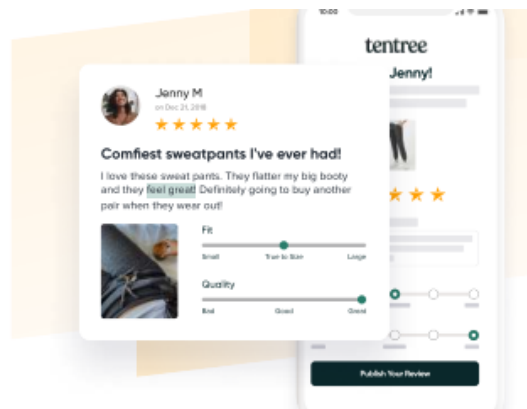 10:00
tentree
Jenny!
Jenny M
on Dec 21, 2018
Comfiest sweatpants I've ever had!
I love these sweat pants. They flatter my big booty
and they feel great! Definitely going to buy another
pair when they wear out!
Fit
Small True to Size Large
Quality
Bad Good Great
Publish Your Review